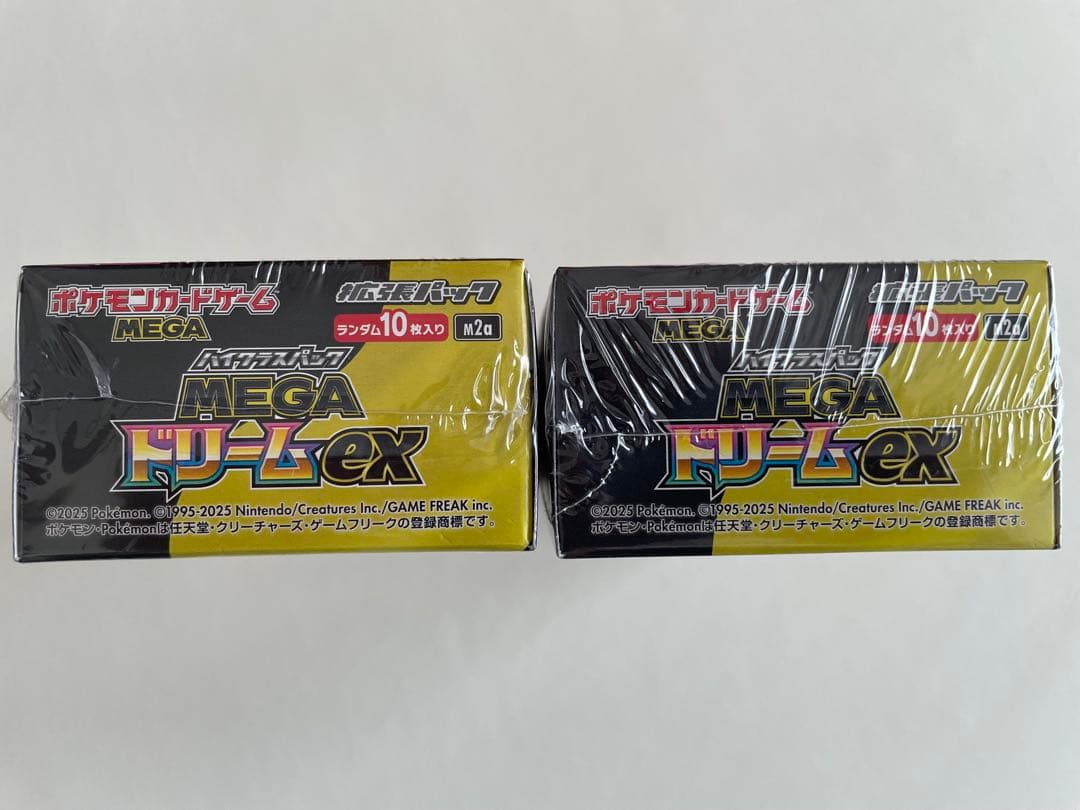 ポケモンカードゲーム
MEGA
拡張パック
ランダム10枚入り
M2a
ハイクラスパック
MEGA
ドリームex
©2025 Pokémon. ©1995-2025 Nintendo/Creatures Inc./GAME FREAK inc.
ポケモン・Pokémonは任天堂・クリーチャーズ・ゲームフリークの登録商標です。
ポケモンカードゲーム
MEGA
拡張パック
ランダム10枚入り
M2a
ハイクラスパック
MEGA
ドリームex
©2025 Pokémon. ©1995-2025 Nintendo/Creatures Inc./GAME FREAK inc.
ポケモン・Pokémonは任天堂・クリーチャーズ・ゲームフリークの登録商標です。